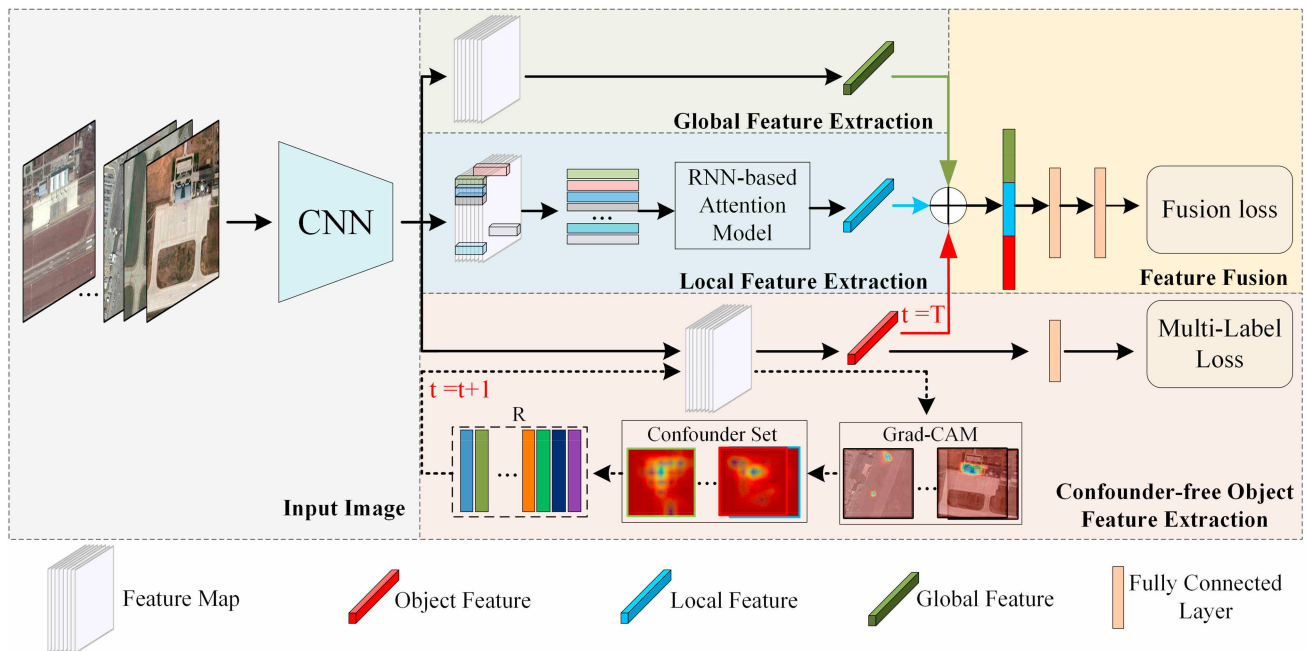 Global Feature Extraction
CNN
...
...
RNN-based
Attention
Model
Local Feature Extraction
Fusion loss
Feature Fusion
t =T
Multi-Label
Loss
t =t+1
R
...
Confounder Set
...
Grad-CAM
...
Input Image
Confounder-free Object
Feature Extraction
Feature Map
Object Feature
Local Feature
Global Feature
Fully Connected
Layer